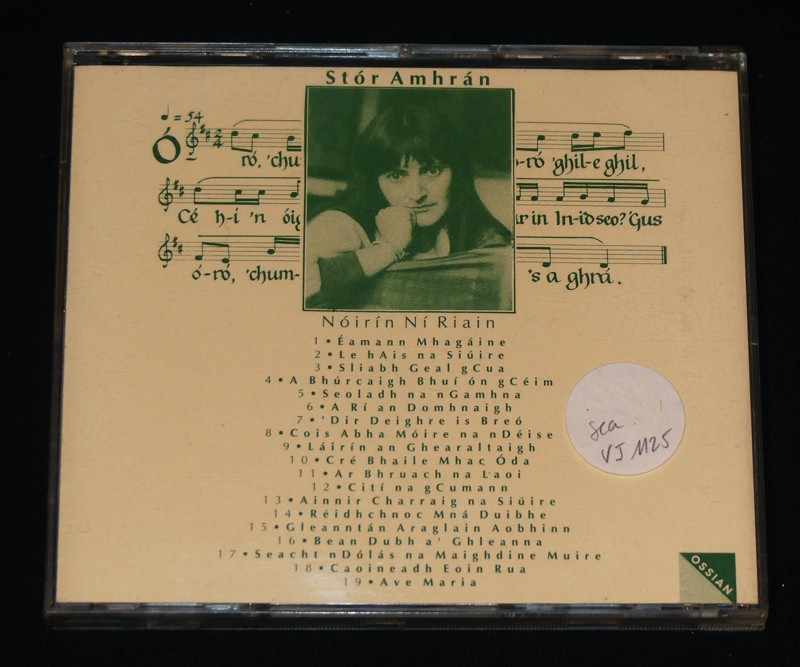 Stór Amhrán
♩ = 54
Ó
2
4
ró, 'chu
-ró 'ghil-e ghil,
Cé h-í 'n óig
ur in In-id seo? 'Gus
ó-ró, 'chum-
's a ghrá.
Nóirín Ní Riain
1 • Éamann Mhagáine
2 • Le hAis na Siúire
3 • Sliabh Geal gCua
4 • A Bhúrcaigh Bhuí ón gCéim
5 • Seoladh na nGamhna
6 • A Rí an Domhnaigh
7 • 'Dir Deighre is Breó
8 • Cois Abha Móire na nDéise
9 • Láirín an Ghearaltaigh
10 • Cré Bhaile Mhac Óda
11 • Ar Bhruach na Laoi
12 • Cití na gCumann
13 • Ainnir Charraig na Siúire
14 • Réidhchnoc Mná Duibhe
15 • Gleanntán Araglain Aobhinn
16 • Bean Dubh a' Ghleanna
17 • Seacht nDólás na Maighdine Muire
18 • Caoineadh Eoin Rua
19 • Ave Maria
VJ 1125
OSSIAN